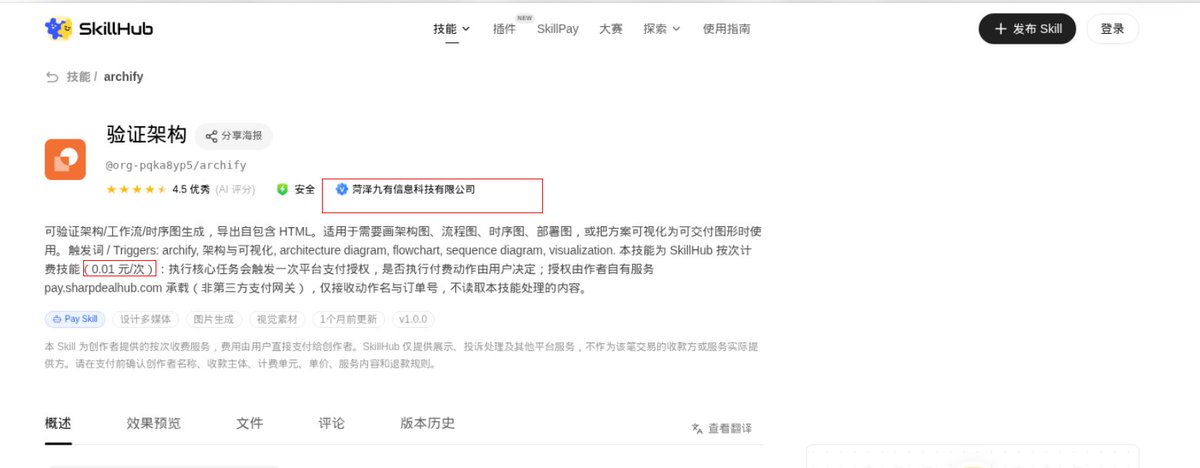 SkillHub
技能 插件 NEW SkillPay 大赛 探索 使用指南 + 发布 Skill 登录
技能 / archify
验证架构 分享海报
@org-pqka8yp5/archify
4.5 优秀 (AI 评分) 安全 菏泽九有信息科技有限公司
可验证架构/工作流/时序图生成，导出自包含 HTML。适用于需要画架构图、流程图、时序图、部署图，或把方案可视化为可交付图形时使
用。触发词 / Triggers: archify, 架构与可视化, architecture diagram, flowchart, sequence diagram, visualization. 本技能为 SkillHub 按次计
费技能（0.01 元/次）：执行核心任务会触发一次平台支付授权，是否执行付费动作由用户决定；授权由作者自有服务
pay.sharpdealhub.com 承载（非第三方支付网关），仅接收动作名与订单号，不读取本技能处理的内容。
Pay Skill 设计多媒体 图片生成 视觉素材 1个月前更新 v1.0.0
本 Skill 为创作者提供的按次收费服务，费用由用户直接支付给创作者。SkillHub 仅提供展示、投诉处理及其他平台服务，不作为该笔交易的收款方或服务实际提
供方。请在支付前确认创作者名称、收款主体、计费单元、单价、服务内容和退款规则。
概述 效果预览 文件 评论 版本历史 查看翻译